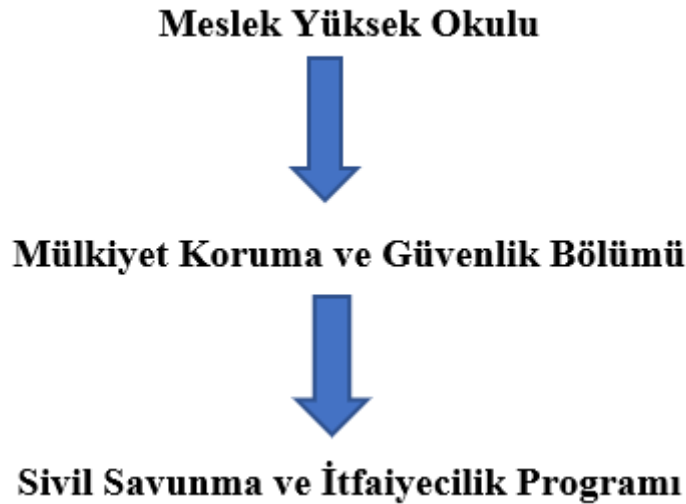 Meslek Yüksek Okulu
Mülkiyet Koruma ve Güvenlik Bölümü
Sivil Savunma ve İtfaiyecilik Programı